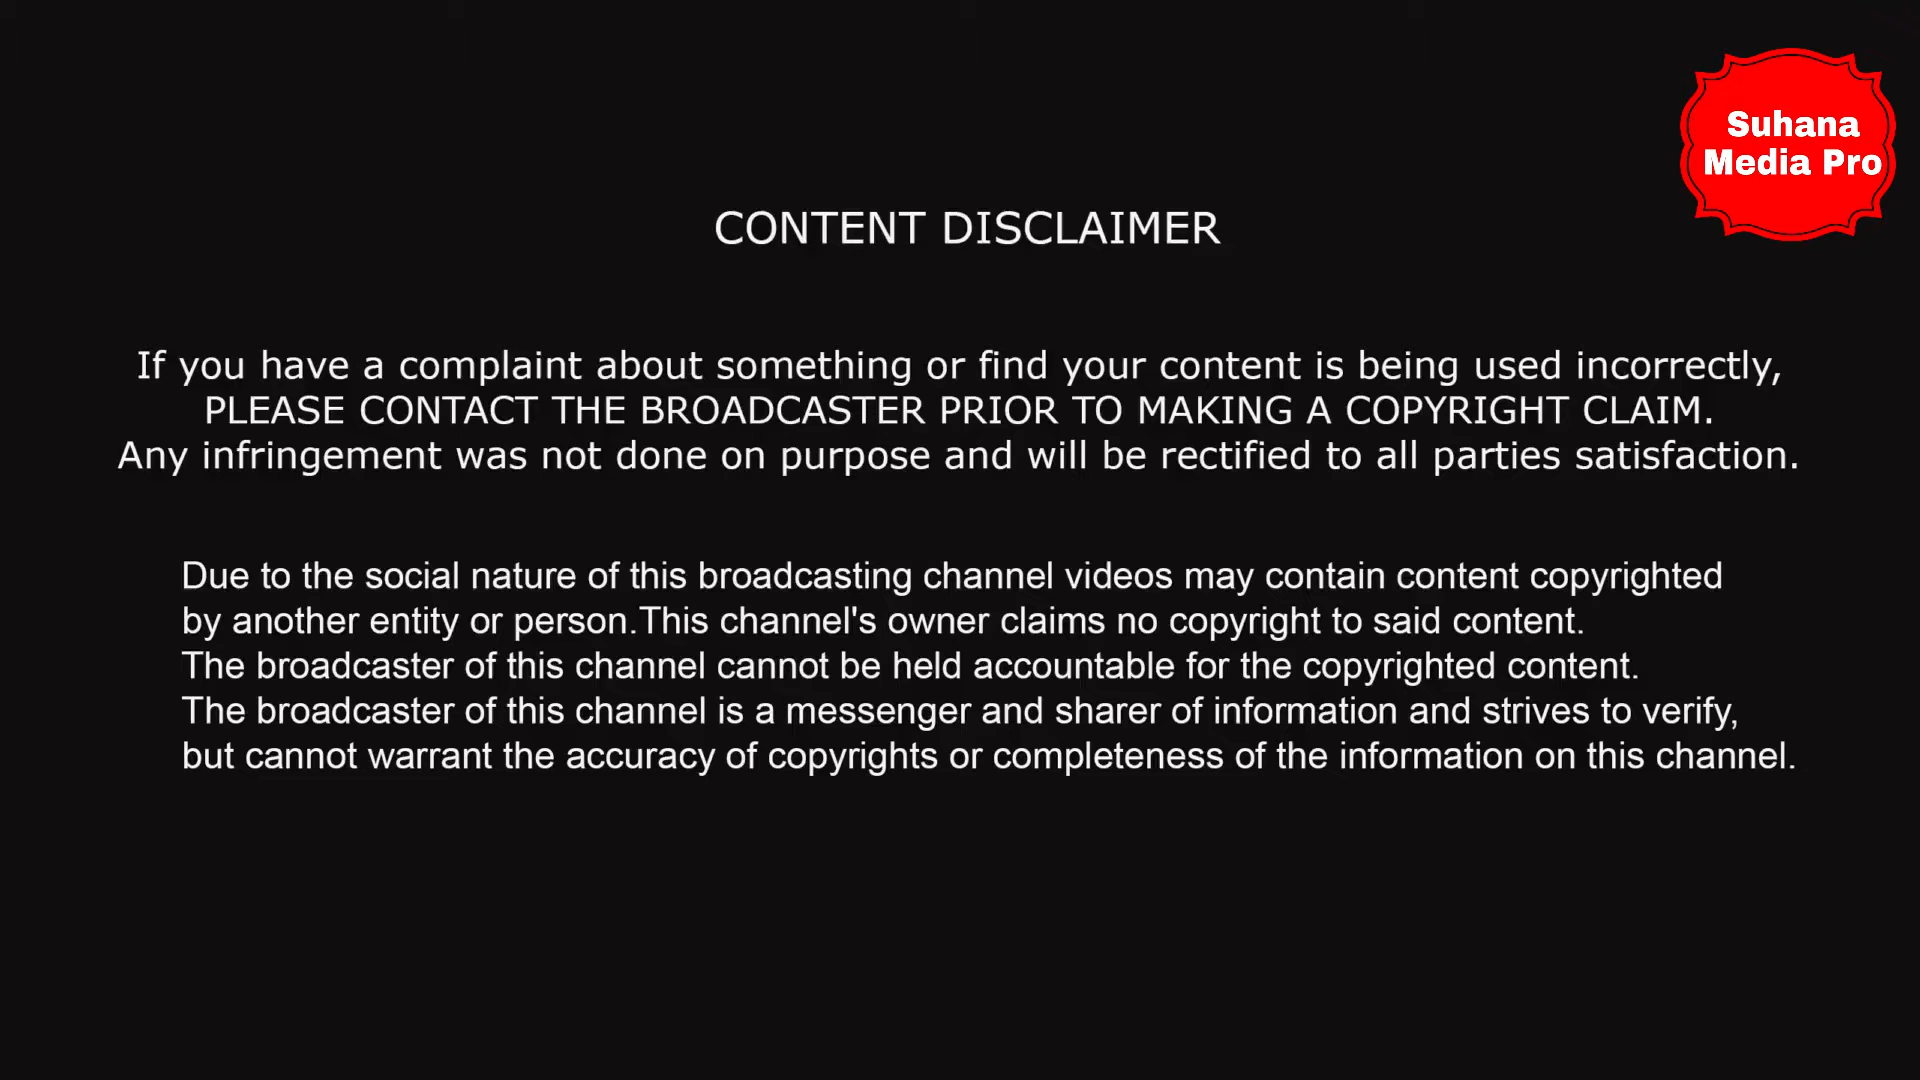 Suhana
Media Pro
CONTENT DISCLAIMER
If you have a complaint about something or find your content is being used incorrectly,
PLEASE CONTACT THE BROADCASTER PRIOR TO MAKING A COPYRIGHT CLAIM.
Any infringement was not done on purpose and will be rectified to all parties satisfaction.
Due to the social nature of this broadcasting channel videos may contain content copyrighted
by another entity or person.This channel's owner claims no copyright to said content.
The broadcaster of this channel cannot be held accountable for the copyrighted content.
The broadcaster of this channel is a messenger and sharer of information and strives to verify,
but cannot warrant the accuracy of copyrights or completeness of the information on this channel.